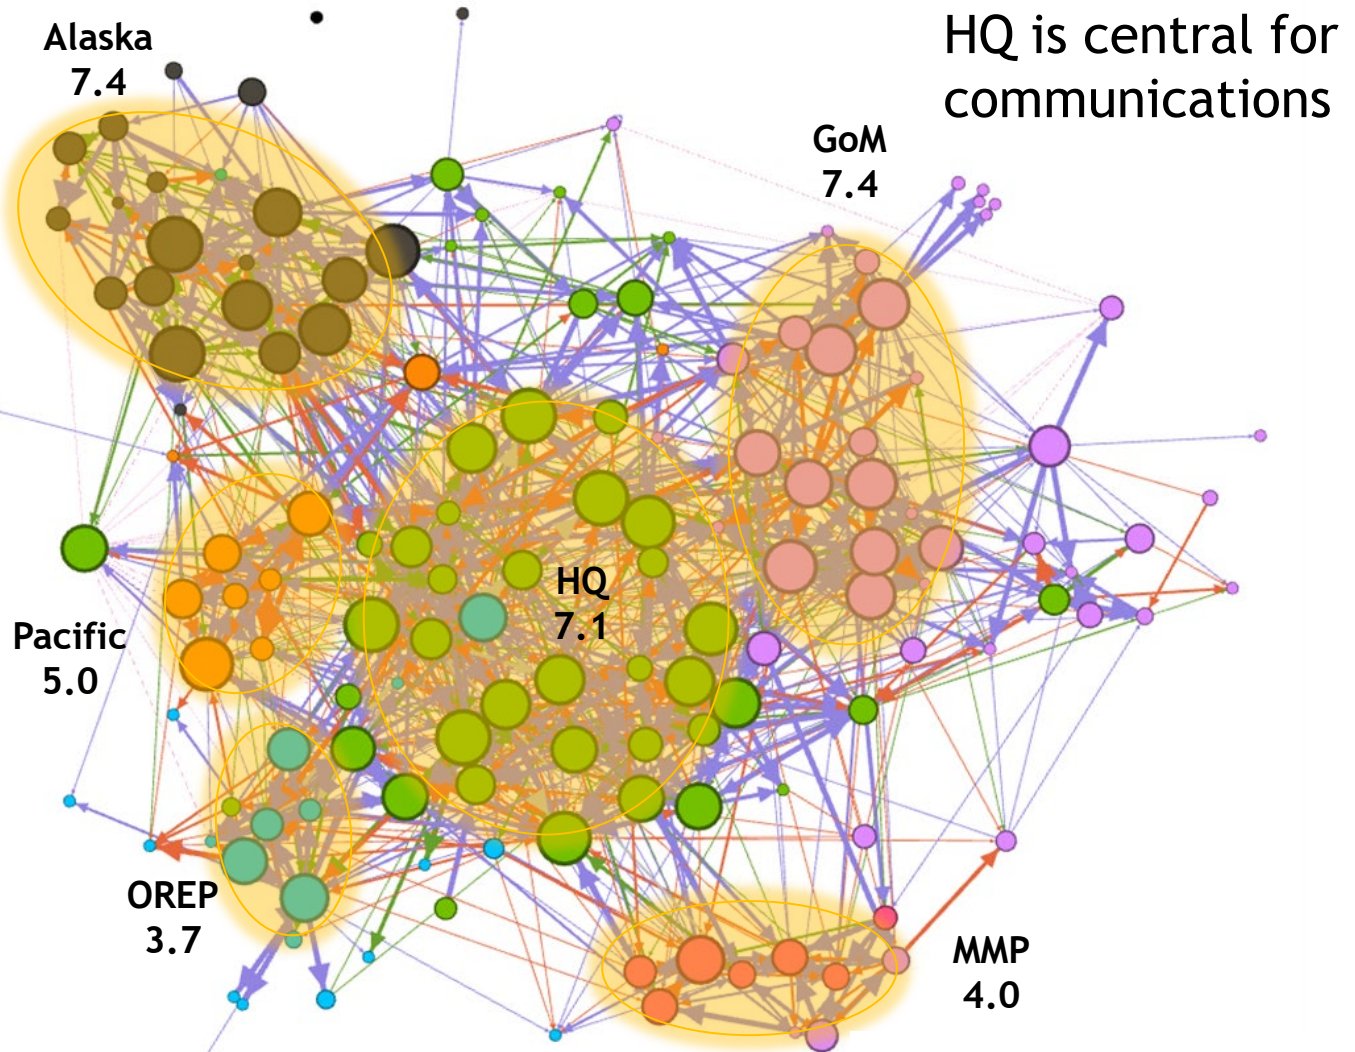 HQ is central for
communications
Alaska
7.4
GoM
7.4
HQ
7.1
Pacific
5.0
OREP
3.7
MMP
4.0